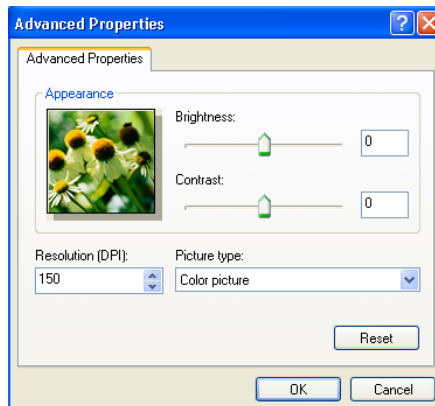 Advanced Properties
Advanced Properties
Appearance
Brightness:
0
Contrast:
0
Resolution (DPI):
Picture type:
150
Color picture
Reset
OK
Cancel